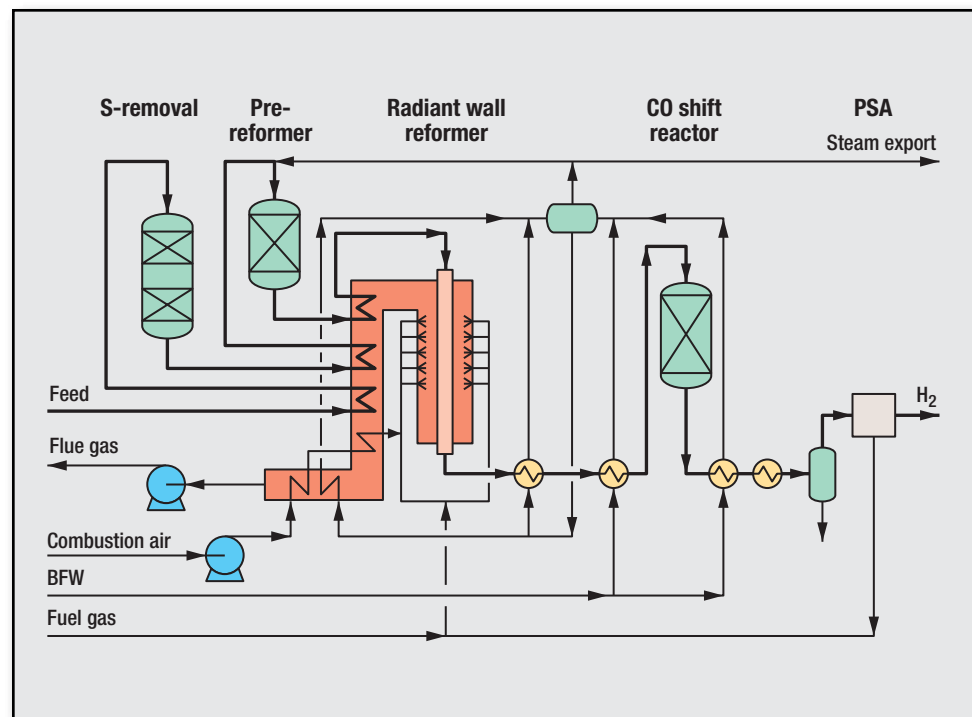 S-removal
Pre-
reformer
Radiant wall
reformer
CO shift
reactor
PSA
Steam export
Feed
H2
Flue gas
Combustion air
BFW
Fuel gas